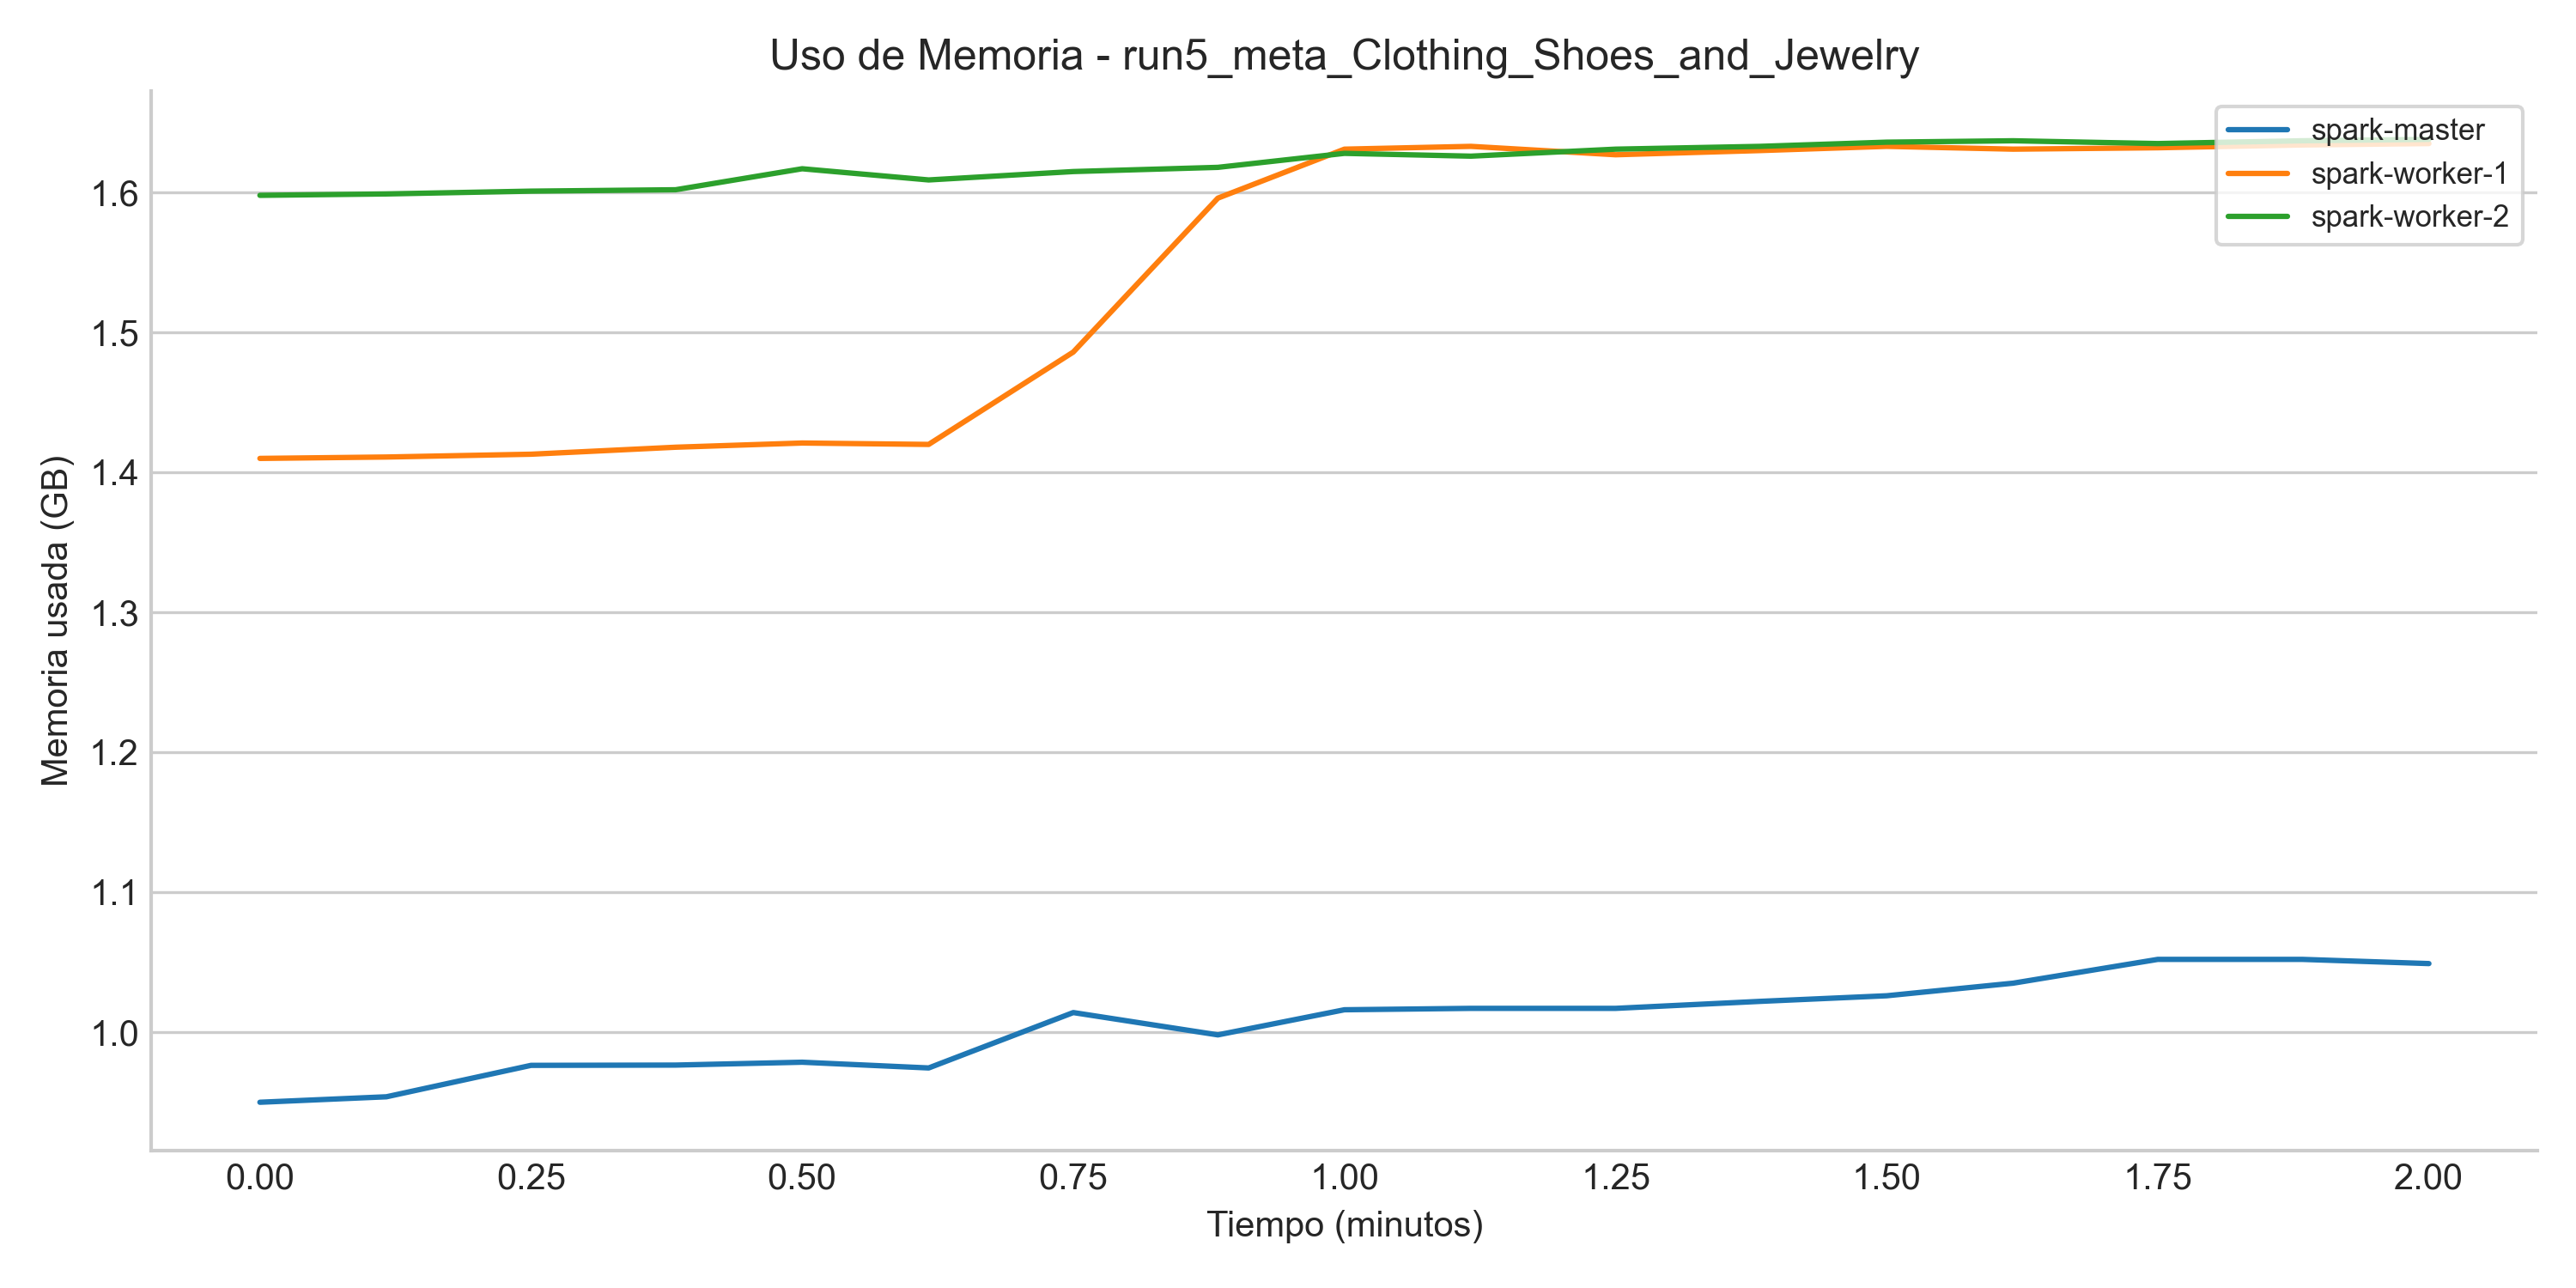 Uso de Memoria - run5_meta_Clothing_Shoes_and_Jewelry
spark-master
spark-worker-1
spark-worker-2
Memoria usada (GB)
1.6
1.5
1.4
1.3
1.2
1.1
1.0
0.00 0.25 0.50 0.75 1.00 1.25 1.50 1.75 2.00
Tiempo (minutos)